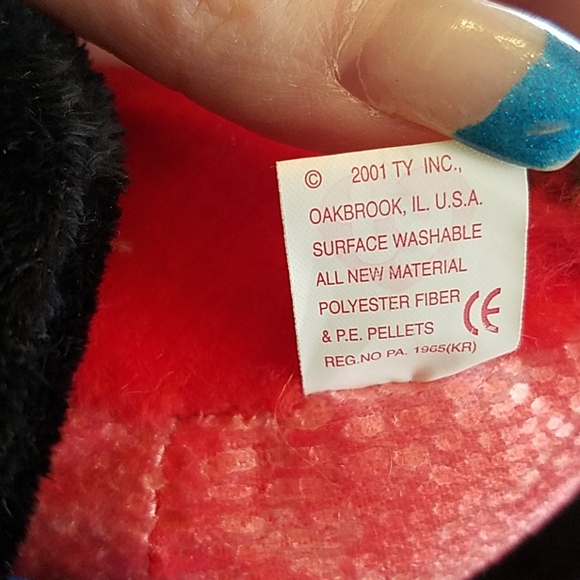 © 2001 TY INC.,
OAKBROOK, IL. U.S.A.
SURFACE WASHABLE
ALL NEW MATERIAL
POLYESTER FIBER
& P.E. PELLETS CE
REG.NO PA. 1965(KR)